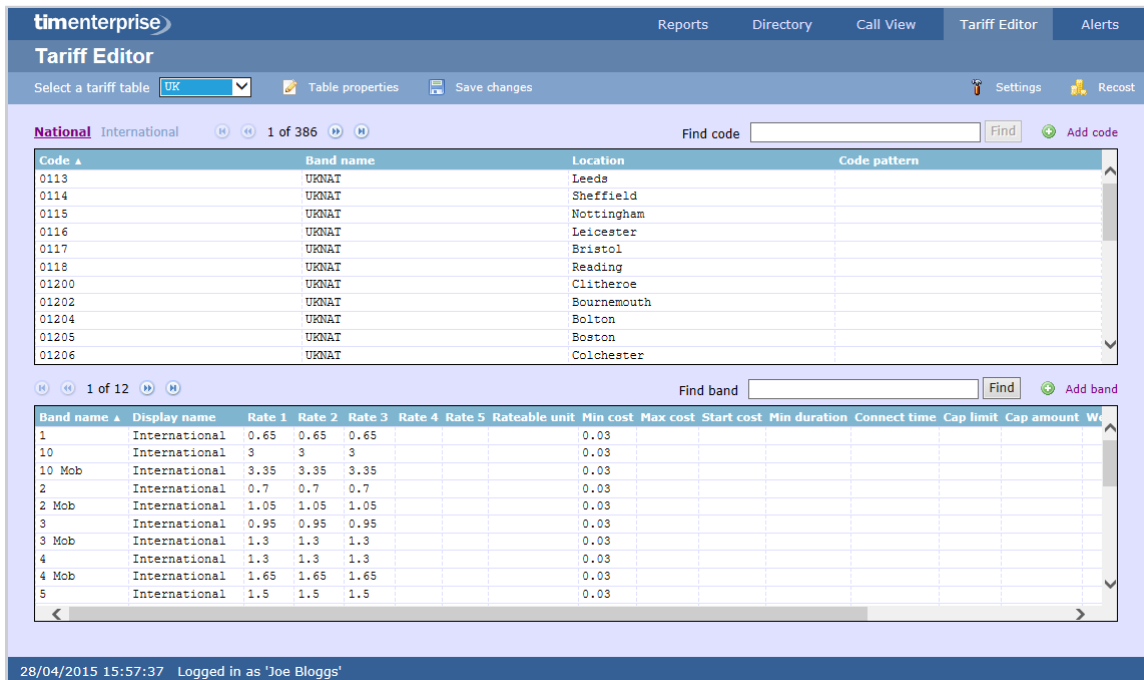 timenterprise Reports Directory Call View Tariff Editor Alerts
Tariff Editor
Select a tariff table UK Table properties Save changes Settings Recost
National International 1 of 386 Find code Find Add code
Code Band name Location Code pattern
0113 UKNAT Leeds
0114 UKNAT Sheffield
0115 UKNAT Nottingham
0116 UKNAT Leicester
0117 UKNAT Bristol
0118 UKNAT Reading
01200 UKNAT Clitheroe
01202 UKNAT Bournemouth
01204 UKNAT Bolton
01205 UKNAT Boston
01206 UKNAT Colchester
1 of 12 Find band Find Add band
Band name Display name Rate 1 Rate 2 Rate 3 Rate 4 Rate 5 Rateable unit Min cost Max cost Start cost Min duration Connect time Cap limit Cap amount
1 International 0.65 0.65 0.65 0.03
10 International 3 3 3 0.03
10 Mob International 3.35 3.35 3.35 0.03
2 International 0.7 0.7 0.7 0.03
2 Mob International 1.05 1.05 1.05 0.03
3 International 0.95 0.95 0.95 0.03
3 Mob International 1.3 1.3 1.3 0.03
4 International 1.3 1.3 1.3 0.03
4 Mob International 1.65 1.65 1.65 0.03
5 International 1.5 1.5 1.5 0.03
28/04/2015 15:57:37 Logged in as 'Joe Bloggs'